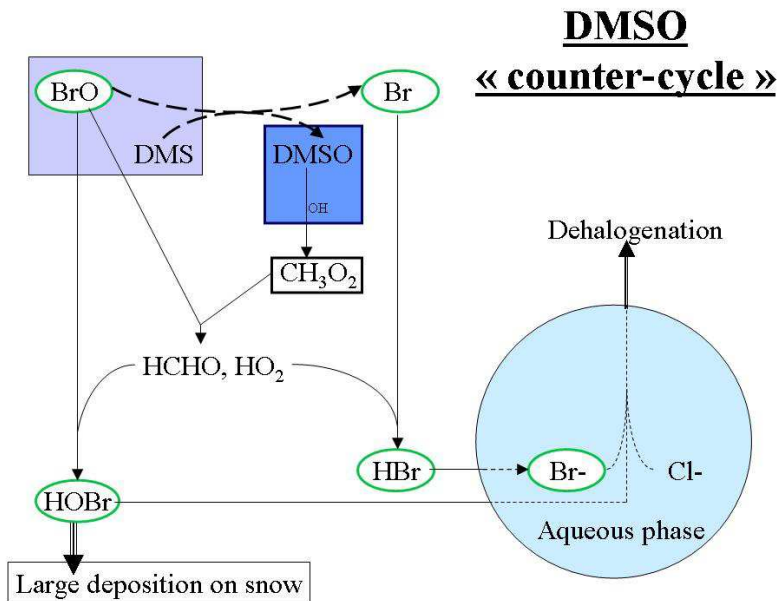 DMSO
« counter-cycle »
BrO
Br
DMS
DMSO
OH
CH₃O₂
Dehalogenation
HCHO, HO₂
HBr
Br-
Cl-
HOBr
Aqueous phase
Large deposition on snow